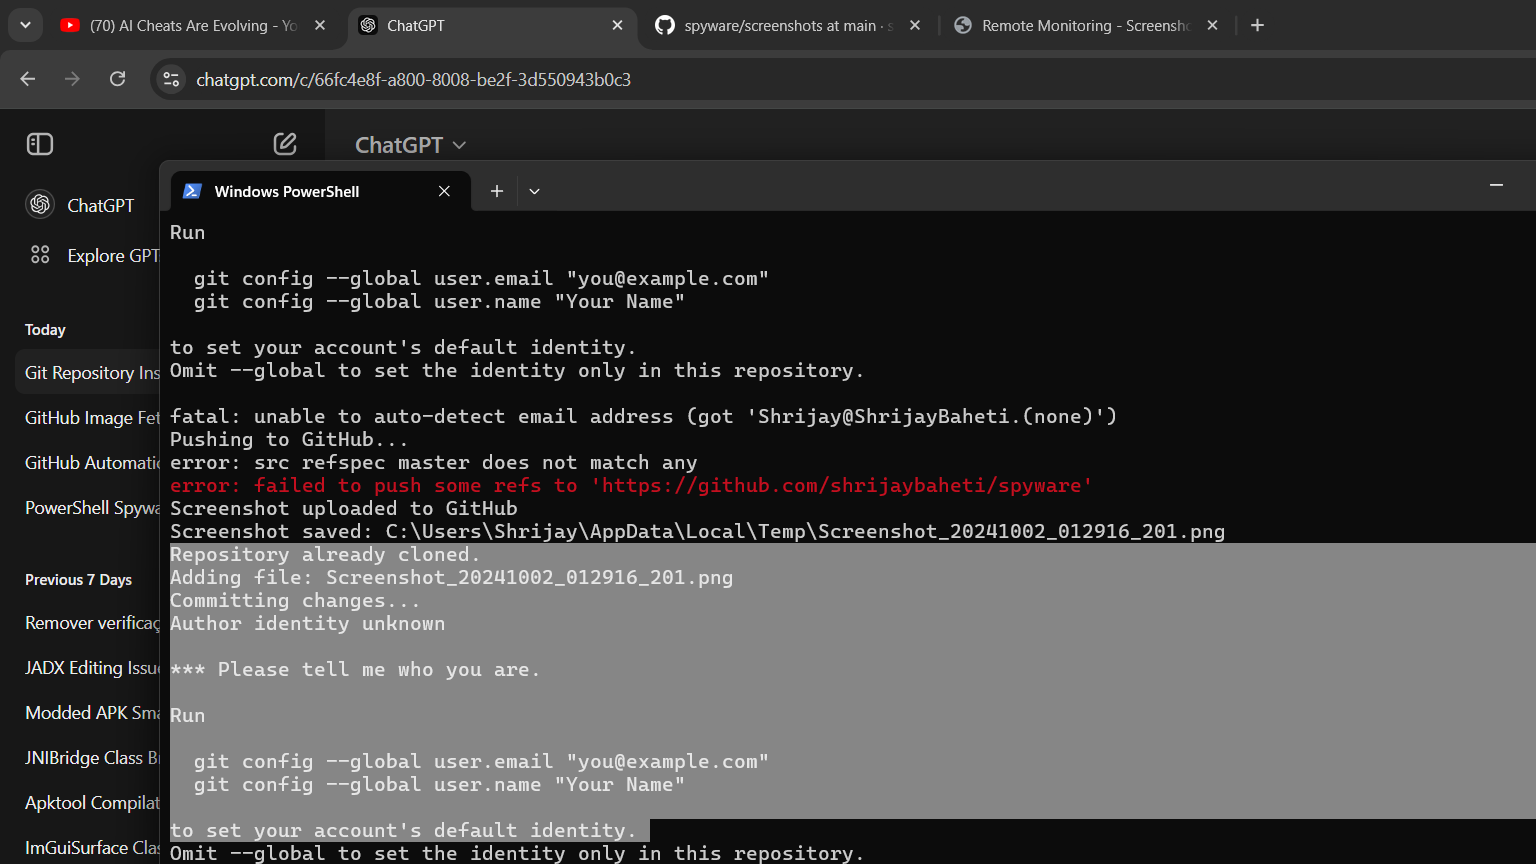 (70) AI Cheats Are Evolving - Yo
ChatGPT
spyware/screenshots at main · s
Remote Monitoring - Screensho
chatgpt.com/c/66fc4e8f-a800-8008-be2f-3d550943b0c3
ChatGPT
ChatGPT
Explore GPT
Today
Git Repository Ins
GitHub Image Fet
GitHub Automatic
PowerShell Spywa
Previous 7 Days
Remover verificaç
JADX Editing Issue
Modded APK Sma
JNIBridge Class Br
Apktool Compilat
ImGuiSurface Clas
Windows PowerShell
Run
git config --global user.email "you@example.com"
git config --global user.name "Your Name"
to set your account's default identity.
Omit --global to set the identity only in this repository.
fatal: unable to auto-detect email address (got 'Shrijay@ShrijayBaheti.(none)')
Pushing to GitHub...
error: src refspec master does not match any
error: failed to push some refs to 'https://github.com/shrijaybaheti/spyware'
Screenshot uploaded to GitHub
Screenshot saved: C:\Users\Shrijay\AppData\Local\Temp\Screenshot_20241002_012916_201.png
Repository already cloned.
Adding file: Screenshot_20241002_012916_201.png
Committing changes...
Author identity unknown
*** Please tell me who you are.
Run
git config --global user.email "you@example.com"
git config --global user.name "Your Name"
to set your account's default identity.
Omit --global to set the identity only in this repository.